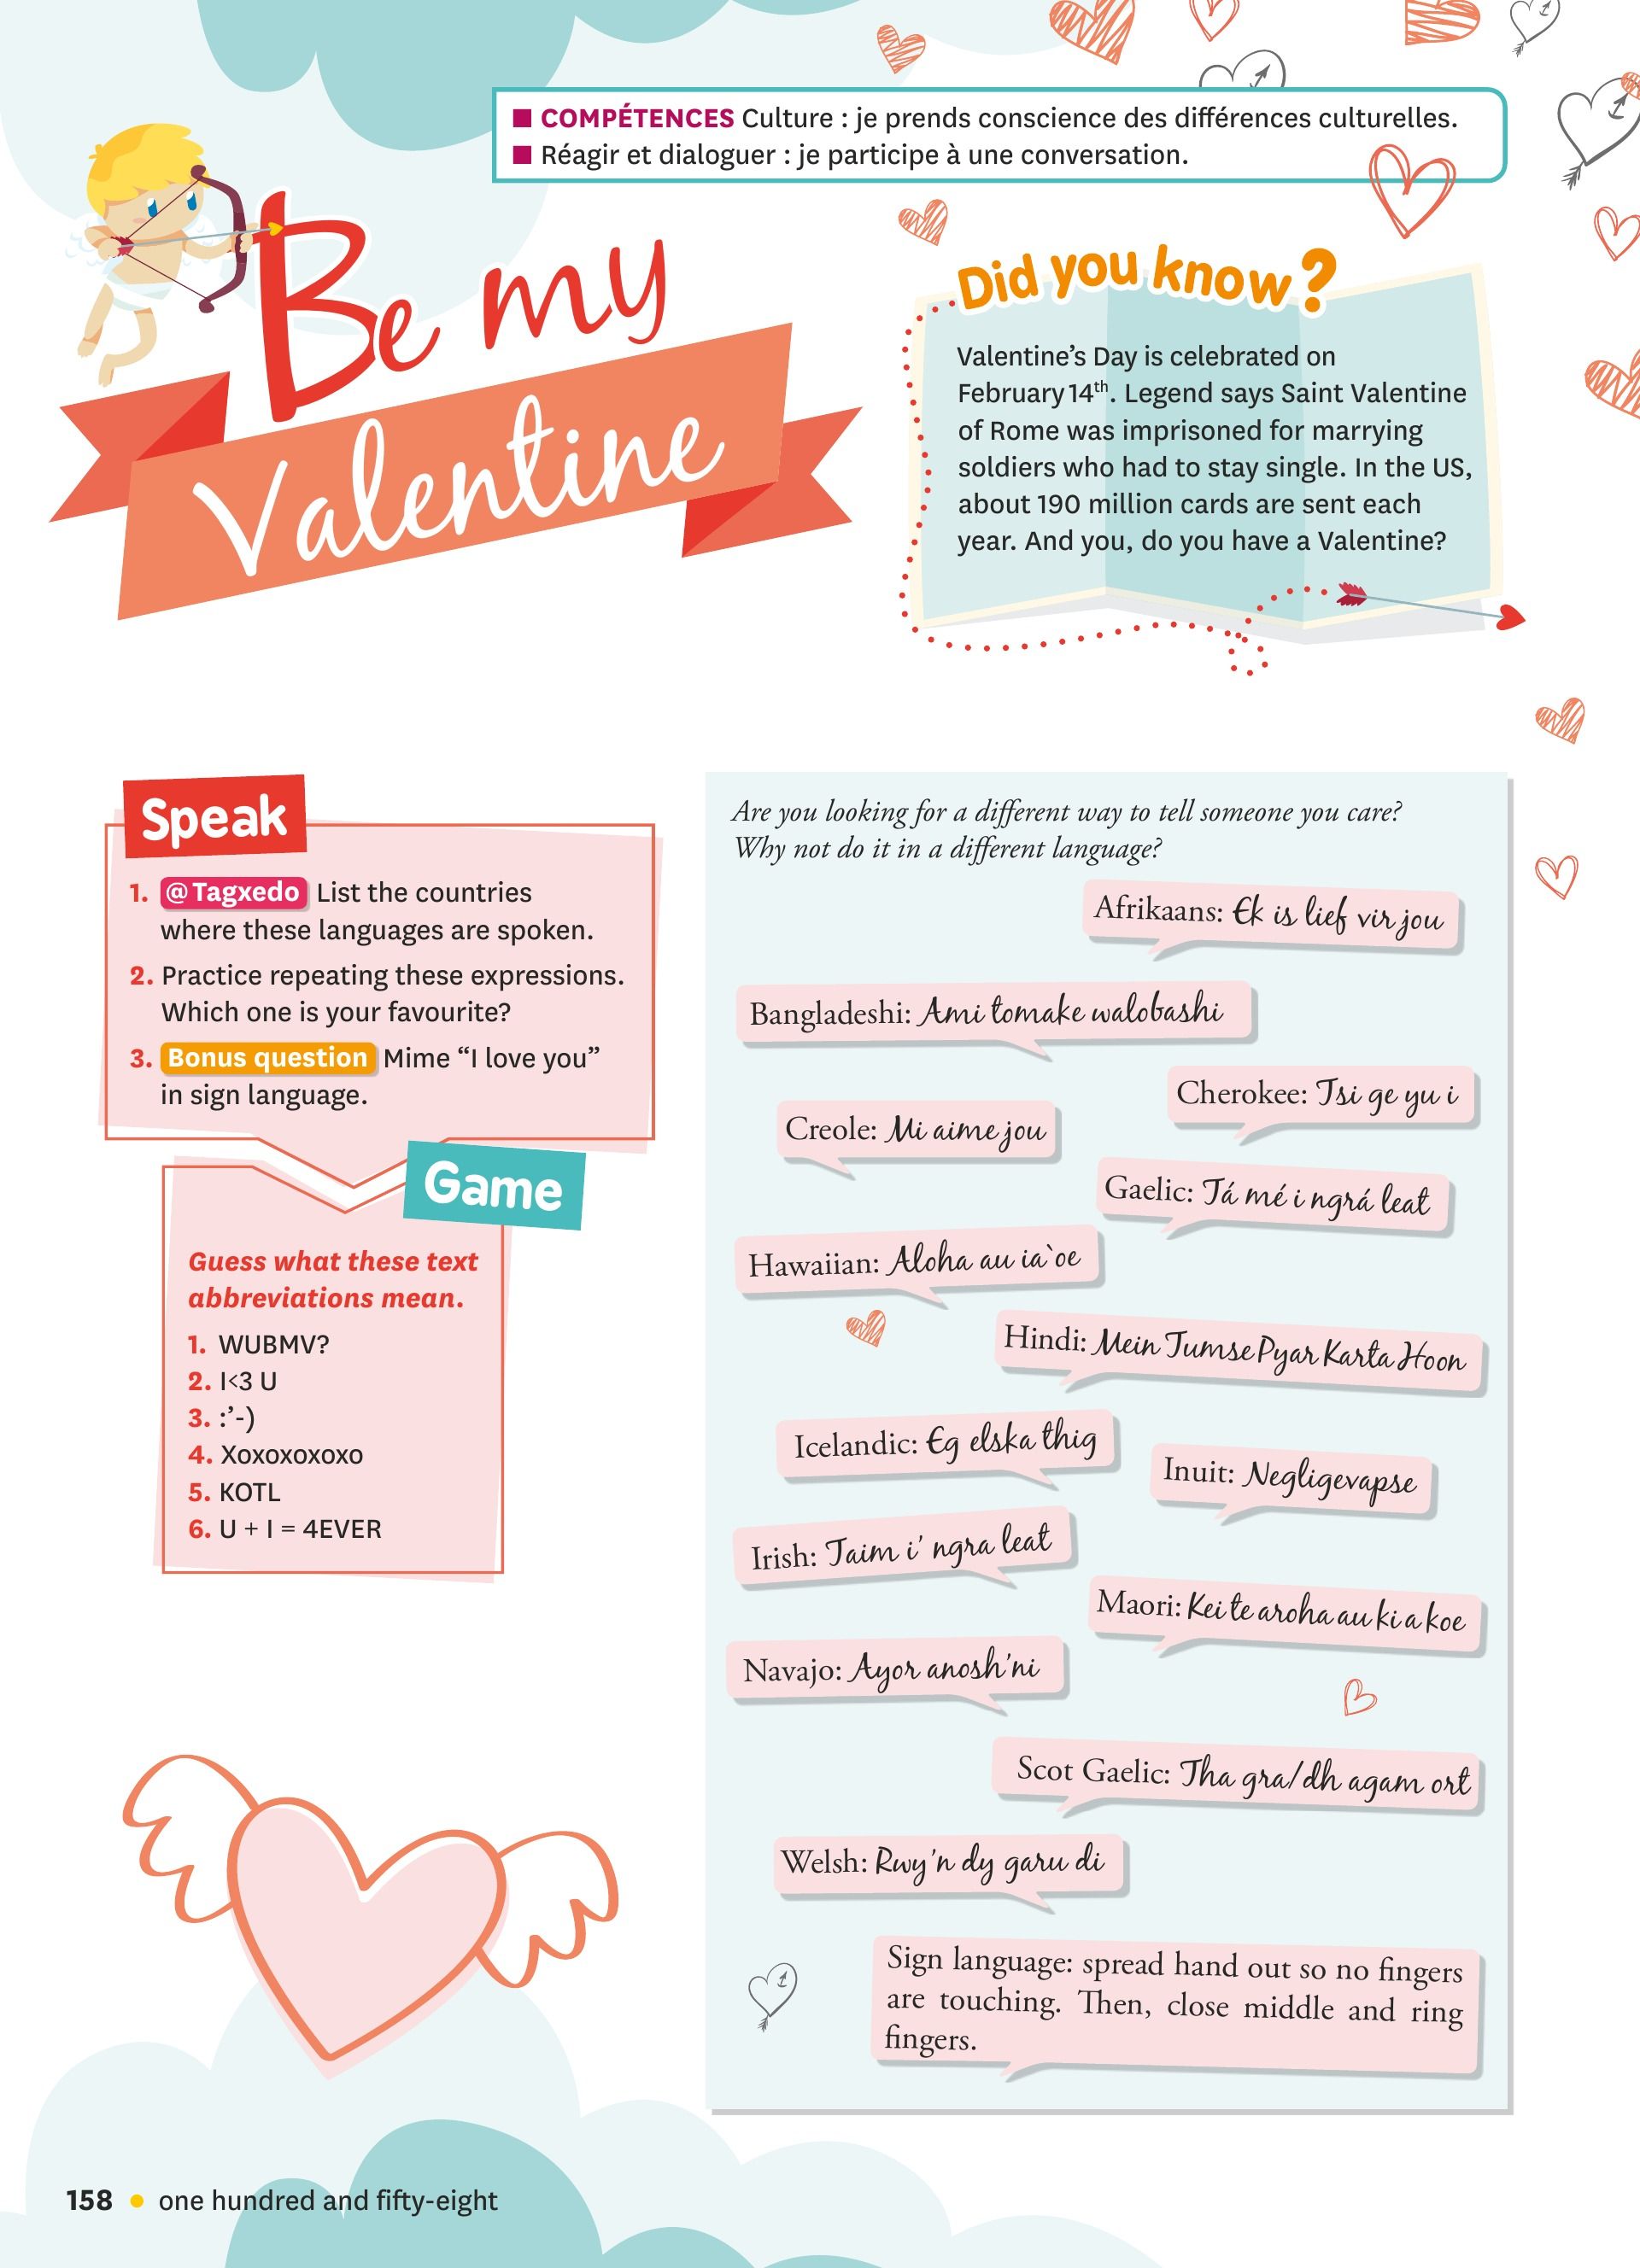 ■ COMPÉTENCES Culture : je prends conscience des différences culturelles.
■ Réagir et dialoguer : je participe à une conversation.
Be my
Valentine
Did you know?
Valentine’s Day is celebrated on
February 14th. Legend says Saint Valentine
of Rome was imprisoned for marrying
soldiers who had to stay single. In the US,
about 190 million cards are sent each
year. And you, do you have a Valentine?
Speak
1. @Tagxedo List the countries
where these languages are spoken.
2. Practice repeating these expressions.
Which one is your favourite?
3. Bonus question Mime “I love you”
in sign language.
Game
Guess what these text
abbreviations mean.
1. WUBMV?
2. I<3 U
3. :’-)
4. Xoxoxoxoxo
5. KOTL
6. U + I = 4EVER
Are you looking for a different way to tell someone you care?
Why not do it in a different language?
Afrikaans: Ek is lief vir jou
Bangladeshi: Ami tomake walobashi
Cherokee: Tsi ge yu i
Creole: Mi aime jou
Gaelic: Tá mé i ngrá leat
Hawaiian: Aloha au ia`oe
Hindi: Mein Tumse Pyar Karta Hoon
Icelandic: Eg elska thig
Inuit: Negligevapse
Irish: Taim i’ ngra leat
Maori: Kei te aroha au ki a koe
Navajo: Ayor anosh’ni
Scot Gaelic: Tha gra/dh agam ort
Welsh: Rwy’n dy garu di
Sign language: spread hand out so no fingers
are touching. Then, close middle and ring
fingers.
158 • one hundred and fifty-eight